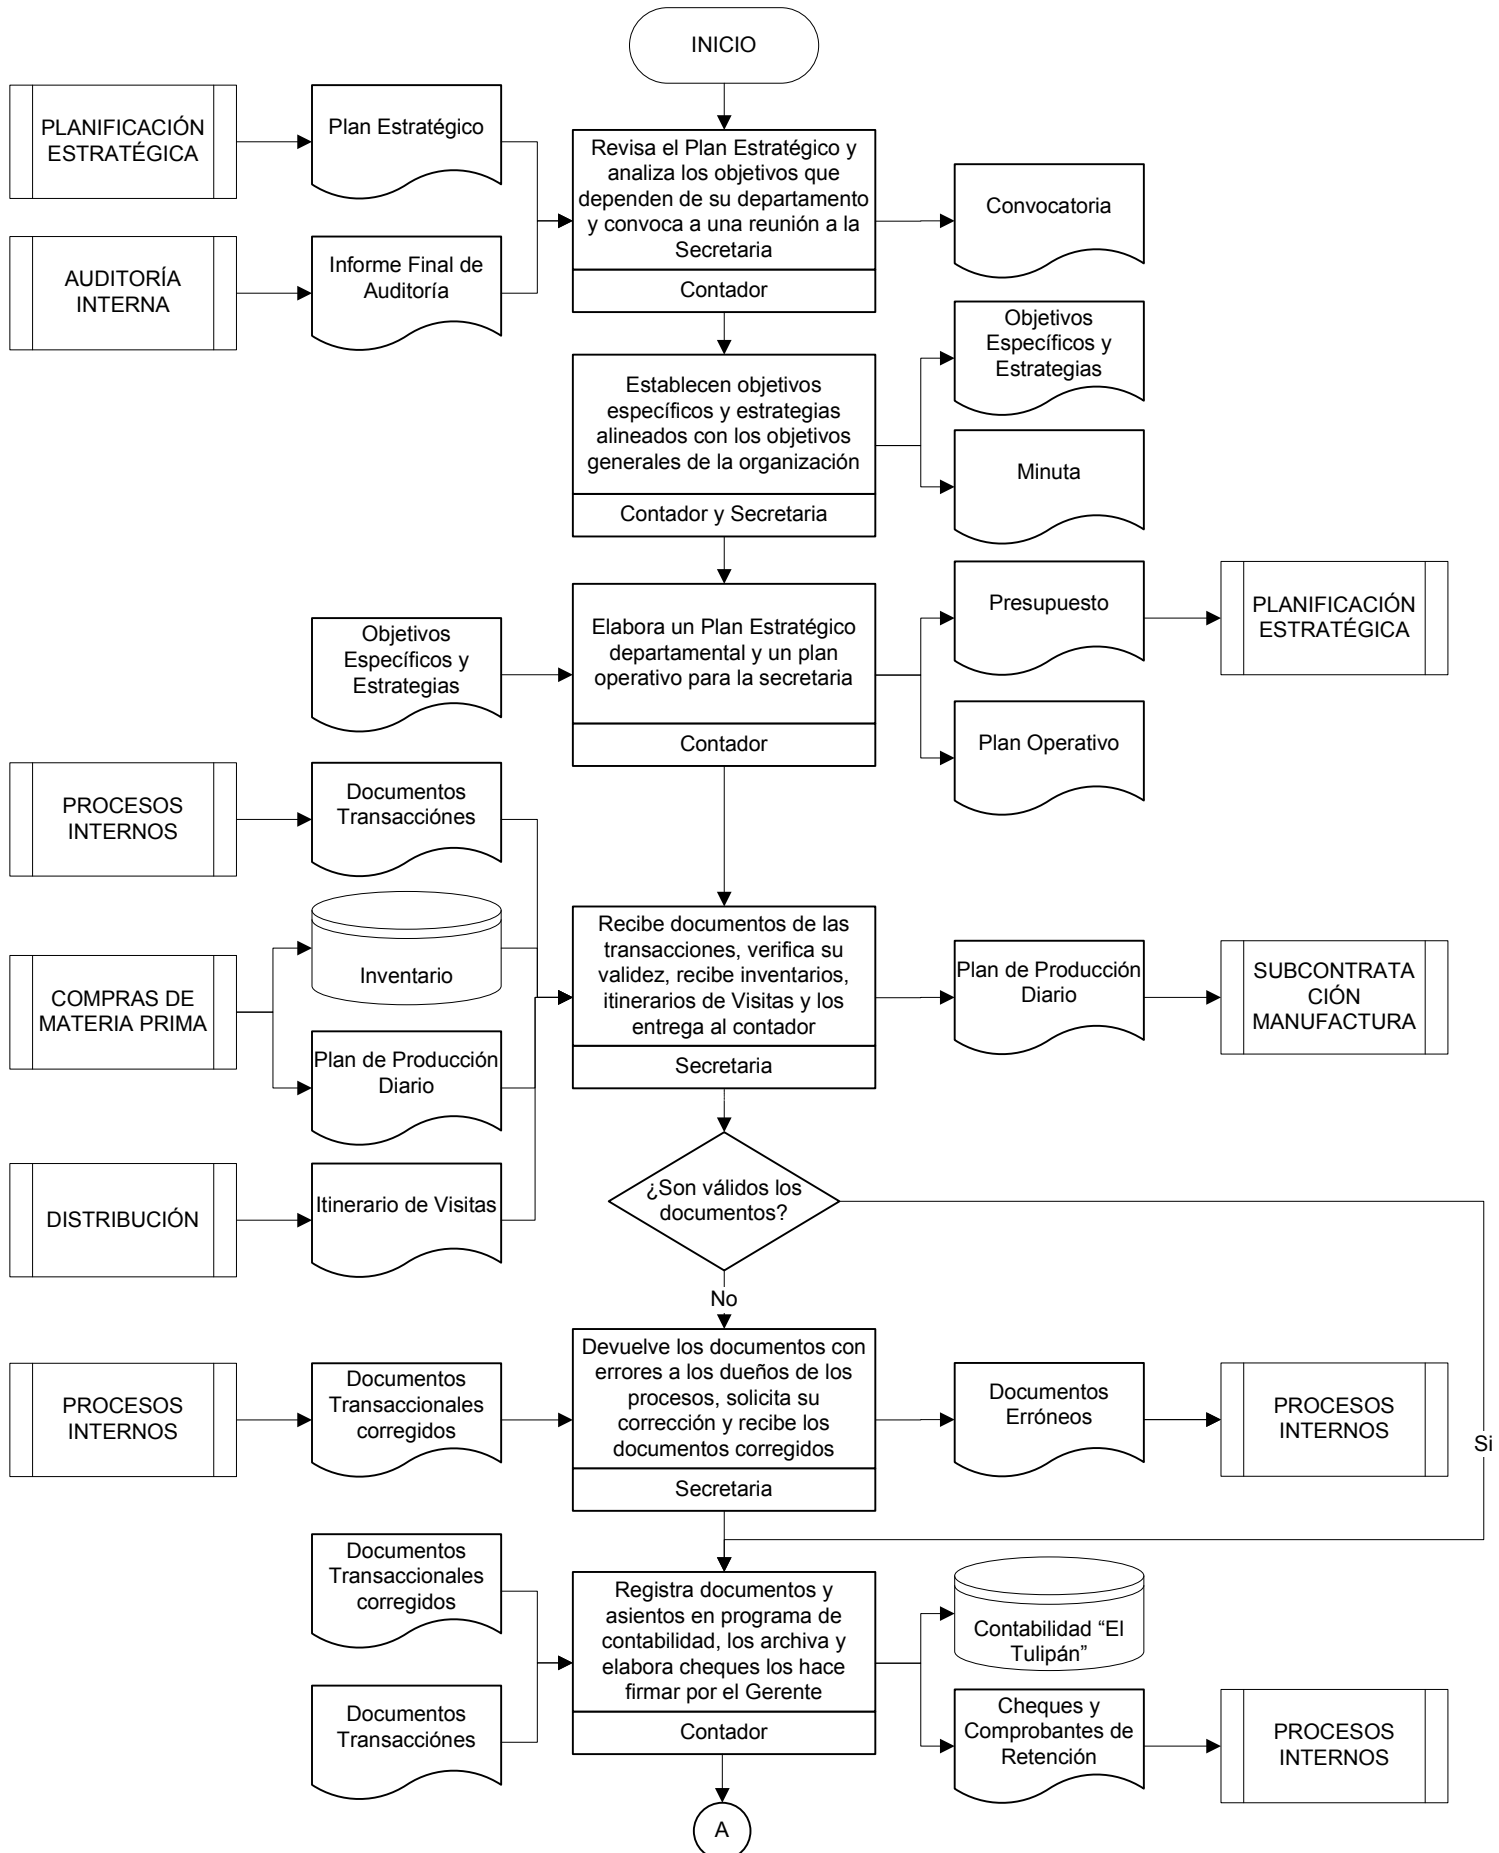 INICIO
PLANIFICACIÓN
ESTRATÉGICA
Plan Estratégico
Revisa el Plan Estratégico y
analiza los objetivos que
dependen de su departamento
y convoca a una reunión a la
Secretaria
Contador
Convocatoria
AUDITORÍA
INTERNA
Informe Final de
Auditoría
Establecen objetivos
específicos y estrategias
alineados con los objetivos
generales de la organización
Contador y Secretaria
Objetivos
Específicos y
Estrategias
Minuta
Objetivos
Específicos y
Estrategias
Elabora un Plan Estratégico
departamental y un plan
operativo para la secretaria
Contador
Presupuesto
PLANIFICACIÓN
ESTRATÉGICA
Plan Operativo
PROCESOS
INTERNOS
Documentos
Transacciónes
COMPRAS DE
MATERIA PRIMA
Inventario
Plan de Producción
Diario
Recibe documentos de las
transacciones, verifica su
validez, recibe inventarios,
itinerarios de Visitas y los
entrega al contador
Secretaria
Plan de Producción
Diario
SUBCONTRATA
CIÓN
MANUFACTURA
DISTRIBUCIÓN
Itinerario de Visitas
¿Son válidos los
documentos?
No
Si
PROCESOS
INTERNOS
Documentos
Transaccionales
corregidos
Devuelve los documentos con
errores a los dueños de los
procesos, solicita su
corrección y recibe los
documentos corregidos
Secretaria
Documentos
Erróneos
PROCESOS
INTERNOS
Documentos
Transaccionales
corregidos
Documentos
Transacciónes
Registra documentos y
asientos en programa de
contabilidad, los archiva y
elabora cheques los hace
firmar por el Gerente
Contador
Contabilidad “El
Tulipán”
Cheques y
Comprobantes de
Retención
PROCESOS
INTERNOS
A